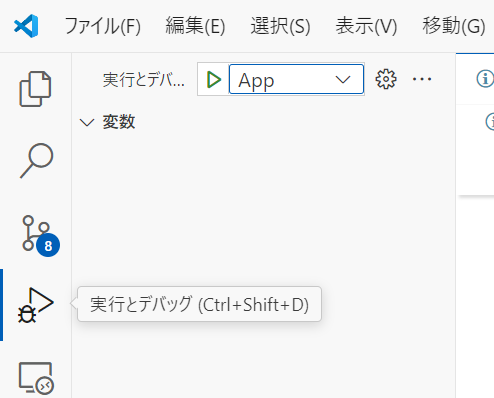 ファイル(F) 編集(E) 選択(S) 表示(V) 移動(G)
実行とデバ... App
変数
8
実行とデバッグ (Ctrl+Shift+D)